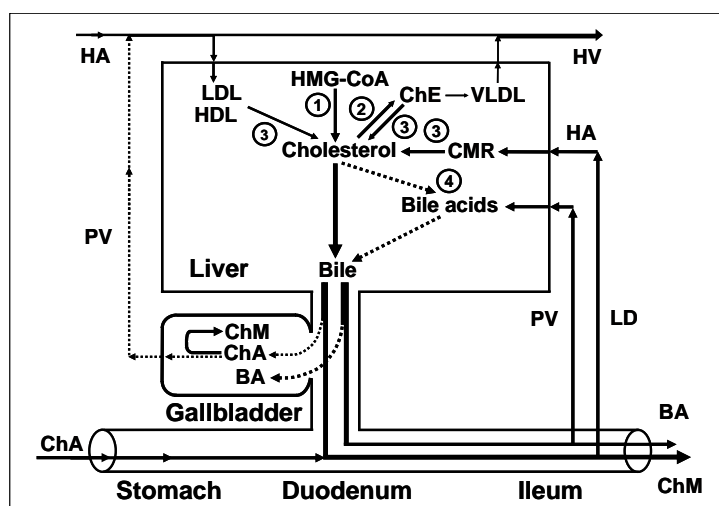 HA
HV
HMG-CoA
LDL
HDL
1
2
ChE
VLDL
3
3
3
HA
Cholesterol
CMR
4
Bile acids
PV
Liver
Bile
PV
LD
ChM
ChA
BA
Gallbladder
BA
ChA
ChM
Stomach
Duodenum
Ileum